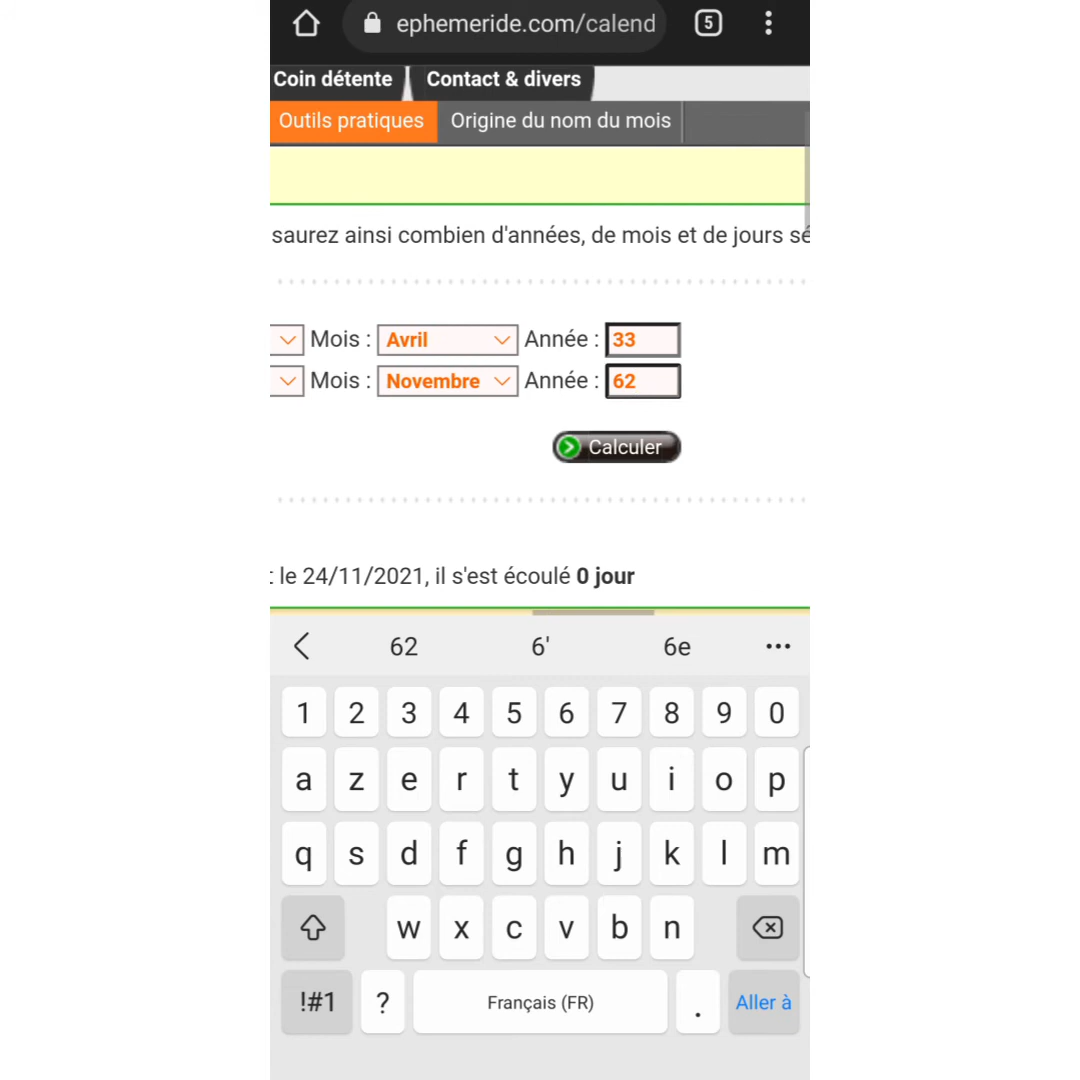 ephemeride.com/calend
5
Coin détente
Contact & divers
Outils pratiques
Origine du nom du mois
saurez ainsi combien d'années, de mois et de jours sé
Mois : Avril Année : 33
Mois : Novembre Année : 62
Calculer
le 24/11/2021, il s'est écoulé 0 jour
62 6' 6e
1 2 3 4 5 6 7 8 9 0
a z e r t y u i o p
q s d f g h j k l m
w x c v b n
!#1 ? Français (FR) . Aller à